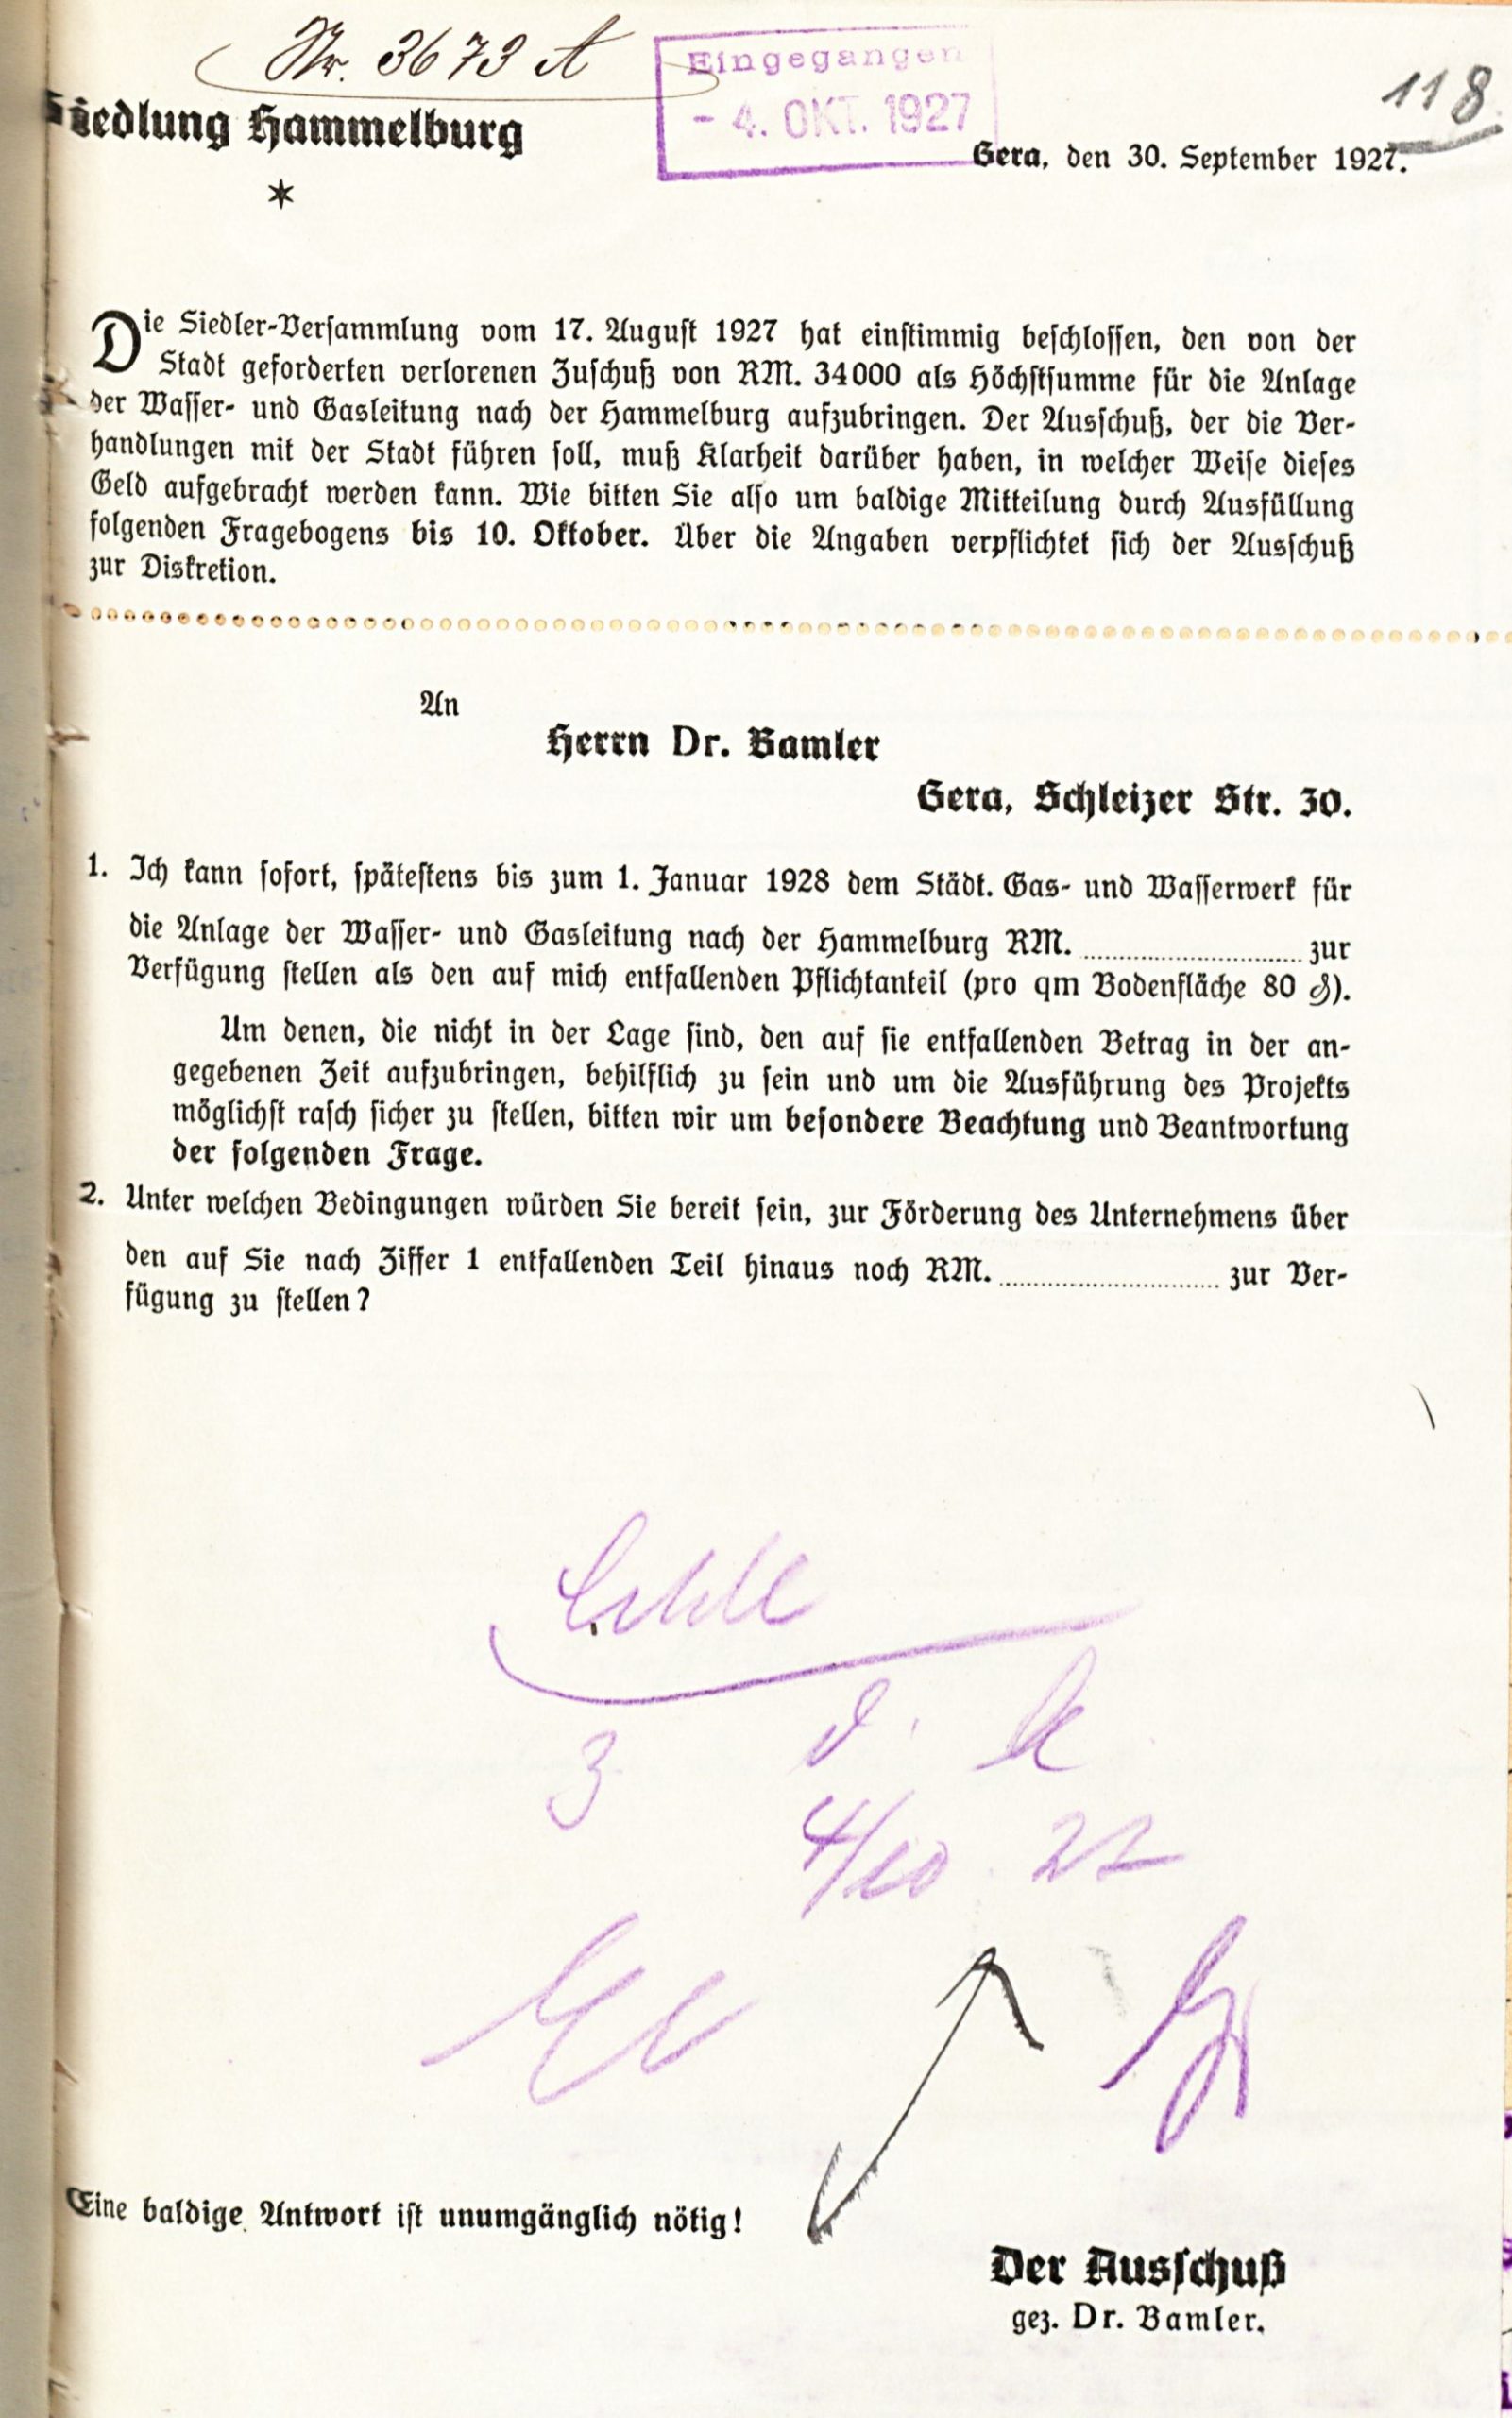 Nr. 3673 A
Eingegangen
- 4. OKT. 1927
118
Siedlung Hammelburg
Gera, den 30. September 1927.
*
Die Siedler-Versammlung vom 17. August 1927 hat einstimmig beschlossen, den von der
Stadt geforderten verlorenen Zuschuß von RM. 34000 als Höchstsumme für die Anlage
der Wasser- und Gasleitung nach der Hammelburg aufzubringen. Der Ausschuß, der die Ver-
handlungen mit der Stadt führen soll, muß Klarheit darüber haben, in welcher Weise dieses
Geld aufgebracht werden kann. Wie bitten Sie also um baldige Mitteilung durch Ausfüllung
folgenden Fragebogens bis 10. Oktober. Über die Angaben verpflichtet sich der Ausschuß
zur Diskretion.
An
Herrn Dr. Bamler
Gera, Schleizer Str. 30.
1. Ich kann sofort, spätestens bis zum 1. Januar 1928 dem Städt. Gas- und Wasserwerk für
die Anlage der Wasser- und Gasleitung nach der Hammelburg RM. .......................... zur
Verfügung stellen als den auf mich entfallenden Pflichtanteil (pro qm Bodenfläche 80 ₰).
Um denen, die nicht in der Lage sind, den auf sie entfallenden Betrag in der an-
gegebenen Zeit aufzubringen, behilflich zu sein und um die Ausführung des Projekts
möglichst rasch sicher zu stellen, bitten wir um besondere Beachtung und Beantwortung
der folgenden Frage.
2. Unter welchen Bedingungen würden Sie bereit sein, zur Förderung des Unternehmens über
den auf Sie nach Ziffer 1 entfallenden Teil hinaus noch RM. .......................... zur Ver-
fügung zu stellen?
3
4/10 27
Eine baldige Antwort ist unumgänglich nötig!
Der Ausschuß
gez. Dr. Bamler.